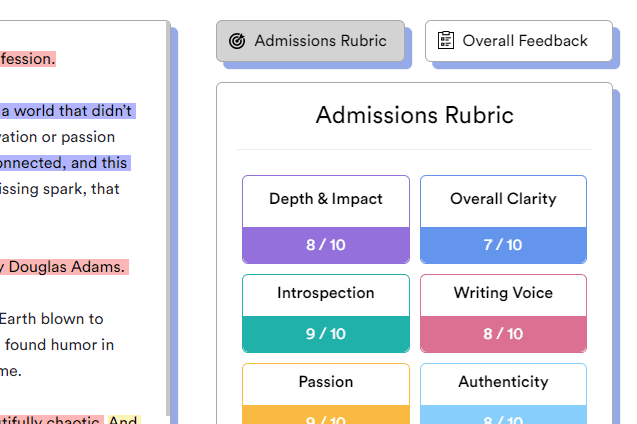 fession.
a world that didn't
vation or passion
onnected, and this
issing spark, that
y Douglas Adams.
Earth blown to
found humor in
me.
utifully chaotic. And
Admissions Rubric
Overall Feedback
Admissions Rubric
Depth & Impact
8 / 10
Overall Clarity
7 / 10
Introspection
9 / 10
Writing Voice
8 / 10
Passion
9 / 10
Authenticity
8 / 10